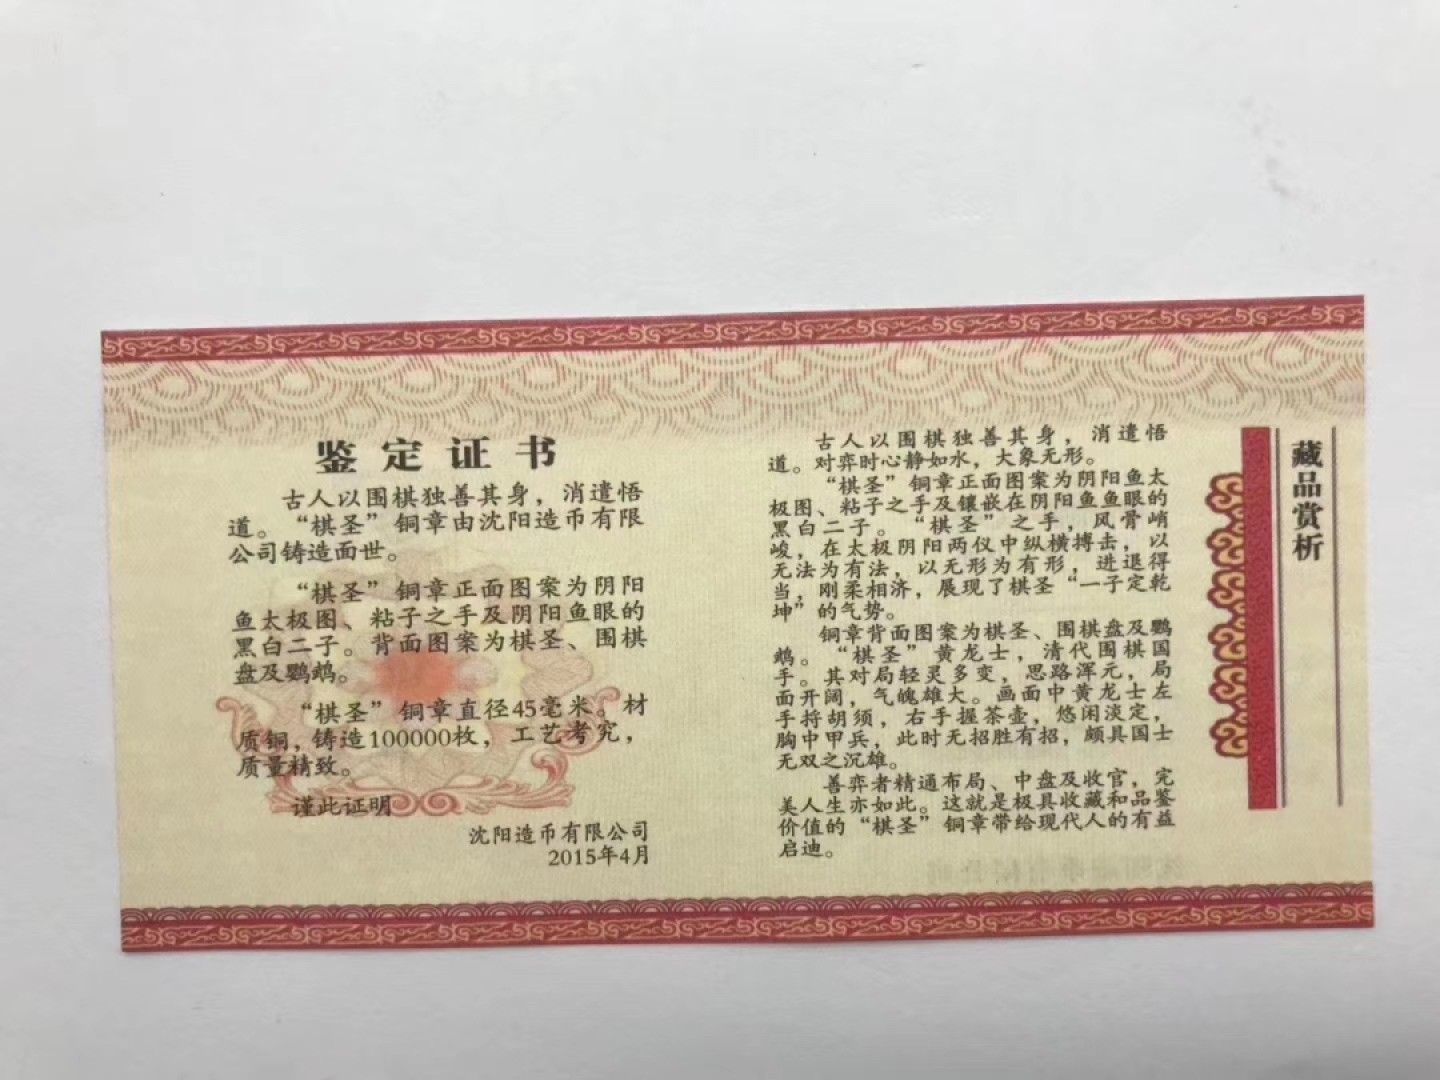 鉴定证书
古人以围棋独善其身，消遣悟
道。“棋圣”铜章由沈阳造币有限
公司铸造面世。
“棋圣”铜章正面图案为阴阳
鱼太极图、粘子之手及阴阳鱼眼的
黑白二子。背面图案为棋圣、围棋
盘及鹦鹉。
“棋圣”铜章直径45毫米。材
质铜，铸造100000枚，工艺考究，
质量精致。
谨此证明
沈阳造币有限公司
2015年4月
藏品赏析
古人以围棋独善其身，消遣悟
道。对弈时心静如水，大象无形。
“棋圣”铜章正面图案为阴阳鱼太
极图、粘子之手及镶嵌在阴阳鱼鱼眼的
黑白二子。“棋圣”之手，风骨峭
峻，在太极阴阳两仪中纵横搏击，以
无法为有法，以无形为有形，进退得
当，刚柔相济，展现了棋圣“一子定乾
坤”的气势。
铜章背面图案为棋圣、围棋盘及鹦
鹉。“棋圣”黄龙士，清代围棋国
手。其对局轻灵多变，思路浑元，局
面开阔，气魄雄大。画面中黄龙士左
手捋胡须，右手握茶壶，悠闲淡定，
胸中甲兵，此时无招胜有招，颇具国士
无双之沉雄。
善弈者精通布局、中盘及收官，完
美人生亦如此。这就是极具收藏和品鉴
价值的“棋圣”铜章带给现代人的有益
启迪。